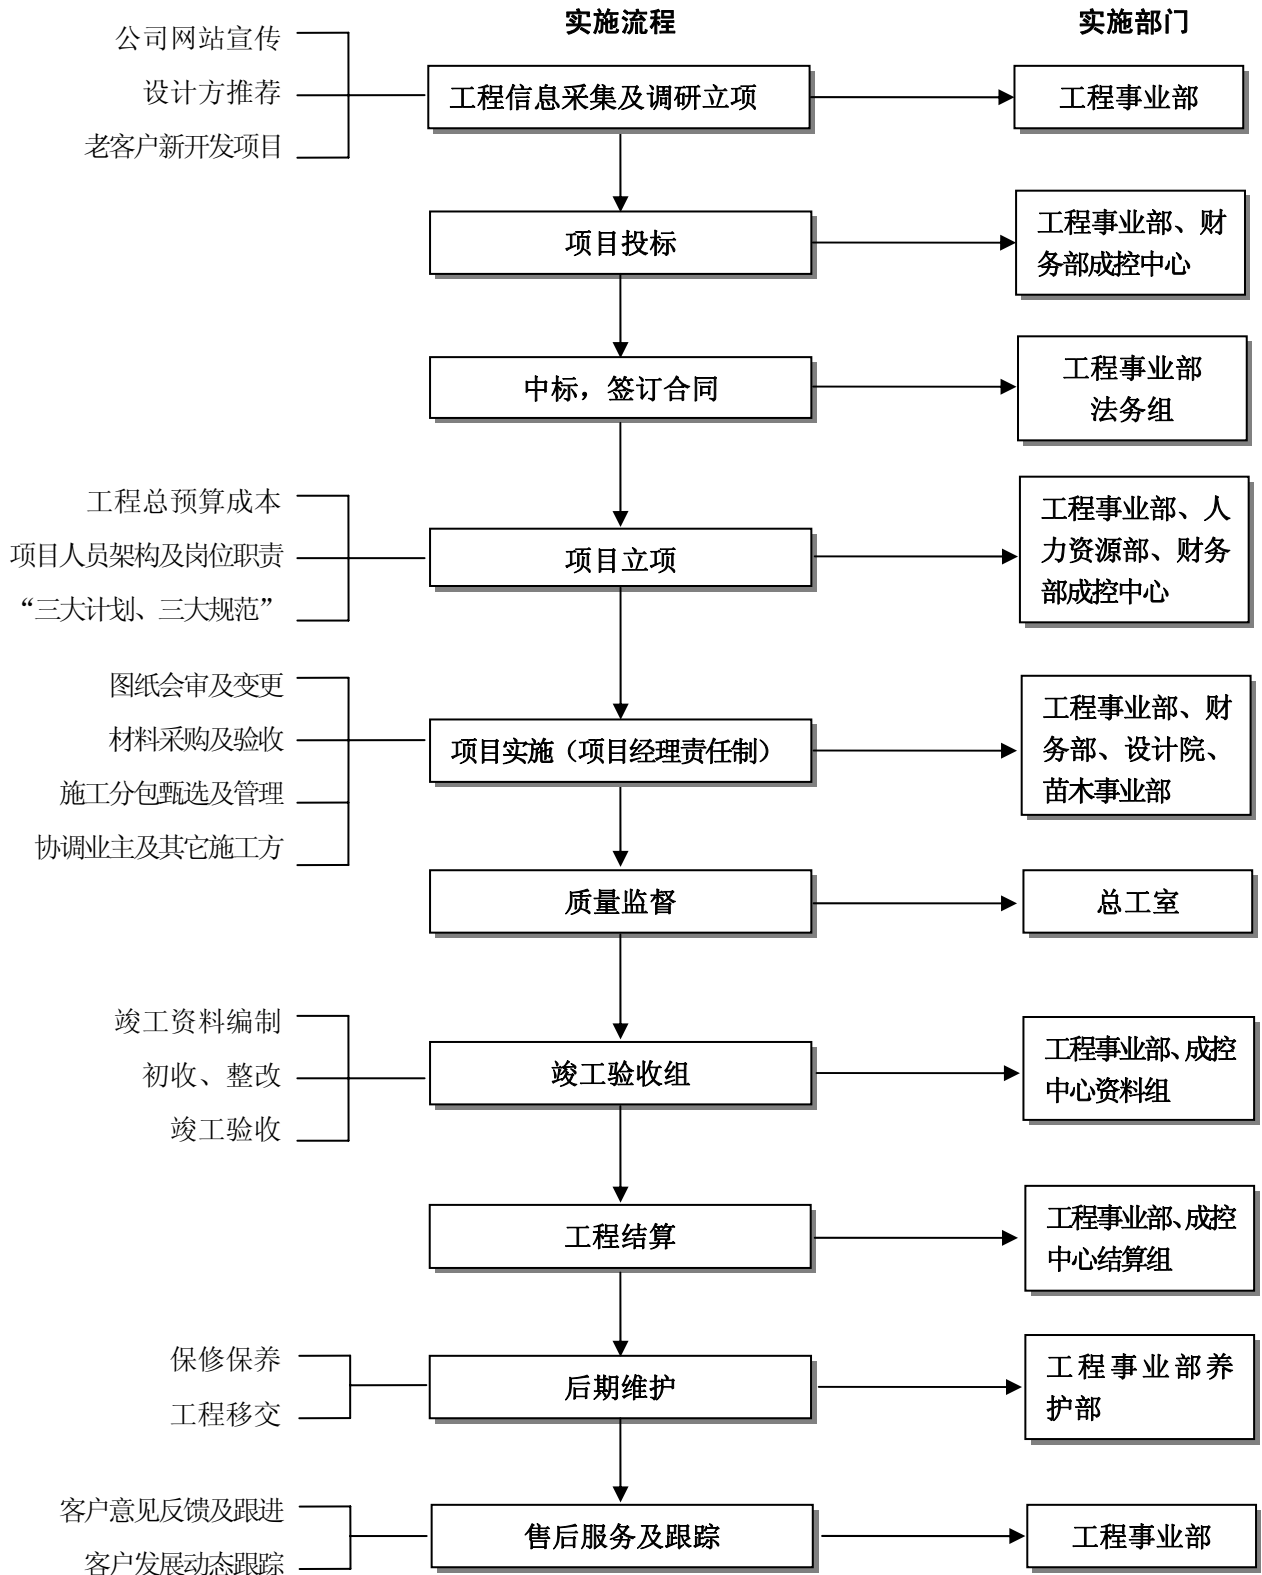 实施流程
实施部门
公司网站宣传
设计方推荐
老客户新开发项目
工程信息采集及调研立项
工程事业部
项目投标
工程事业部、财
务部成控中心
中标，签订合同
工程事业部
法务组
工程总预算成本
项目人员架构及岗位职责
“三大计划、三大规范”
项目立项
工程事业部、人
力资源部、财务
部成控中心
图纸会审及变更
材料采购及验收
施工分包甄选及管理
协调业主及其它施工方
项目实施（项目经理责任制）
工程事业部、财
务部、设计院、
苗木事业部
质量监督
总工室
竣工资料编制
初收、整改
竣工验收
竣工验收组
工程事业部、成控
中心资料组
工程结算
工程事业部、成控
中心结算组
保修保养
工程移交
后期维护
工程事业部养
护部
客户意见反馈及跟进
客户发展动态跟踪
售后服务及跟踪
工程事业部